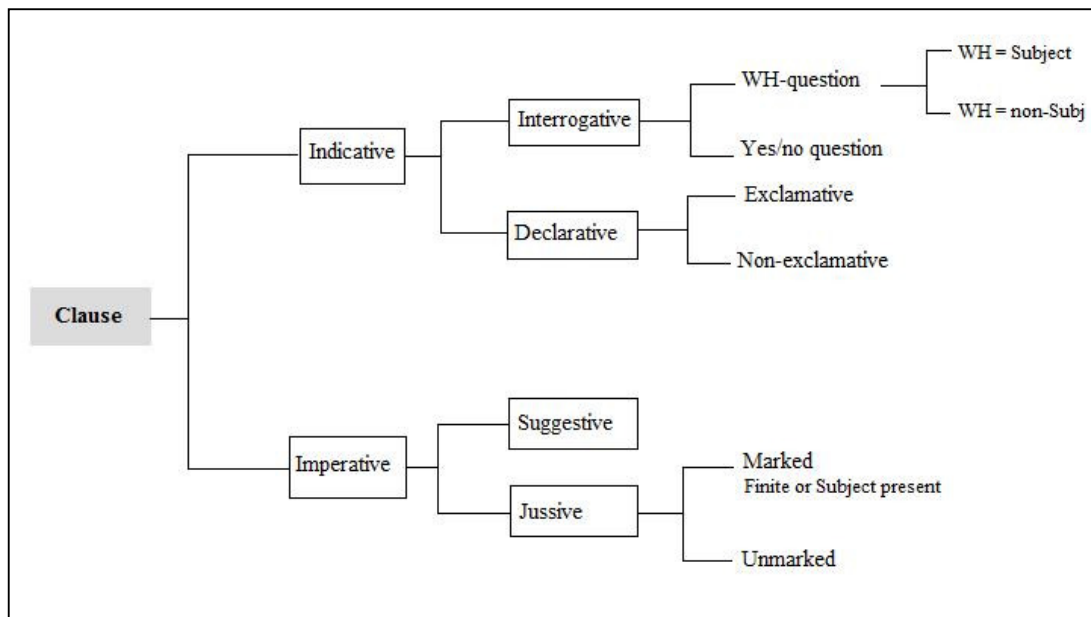 WH = Subject
WH-question
WH = non-Subj
Interrogative
Indicative
Yes/no question
Exclamative
Declarative
Non-exclamative
Clause
Suggestive
Imperative
Marked
Finite or Subject present
Jussive
Unmarked